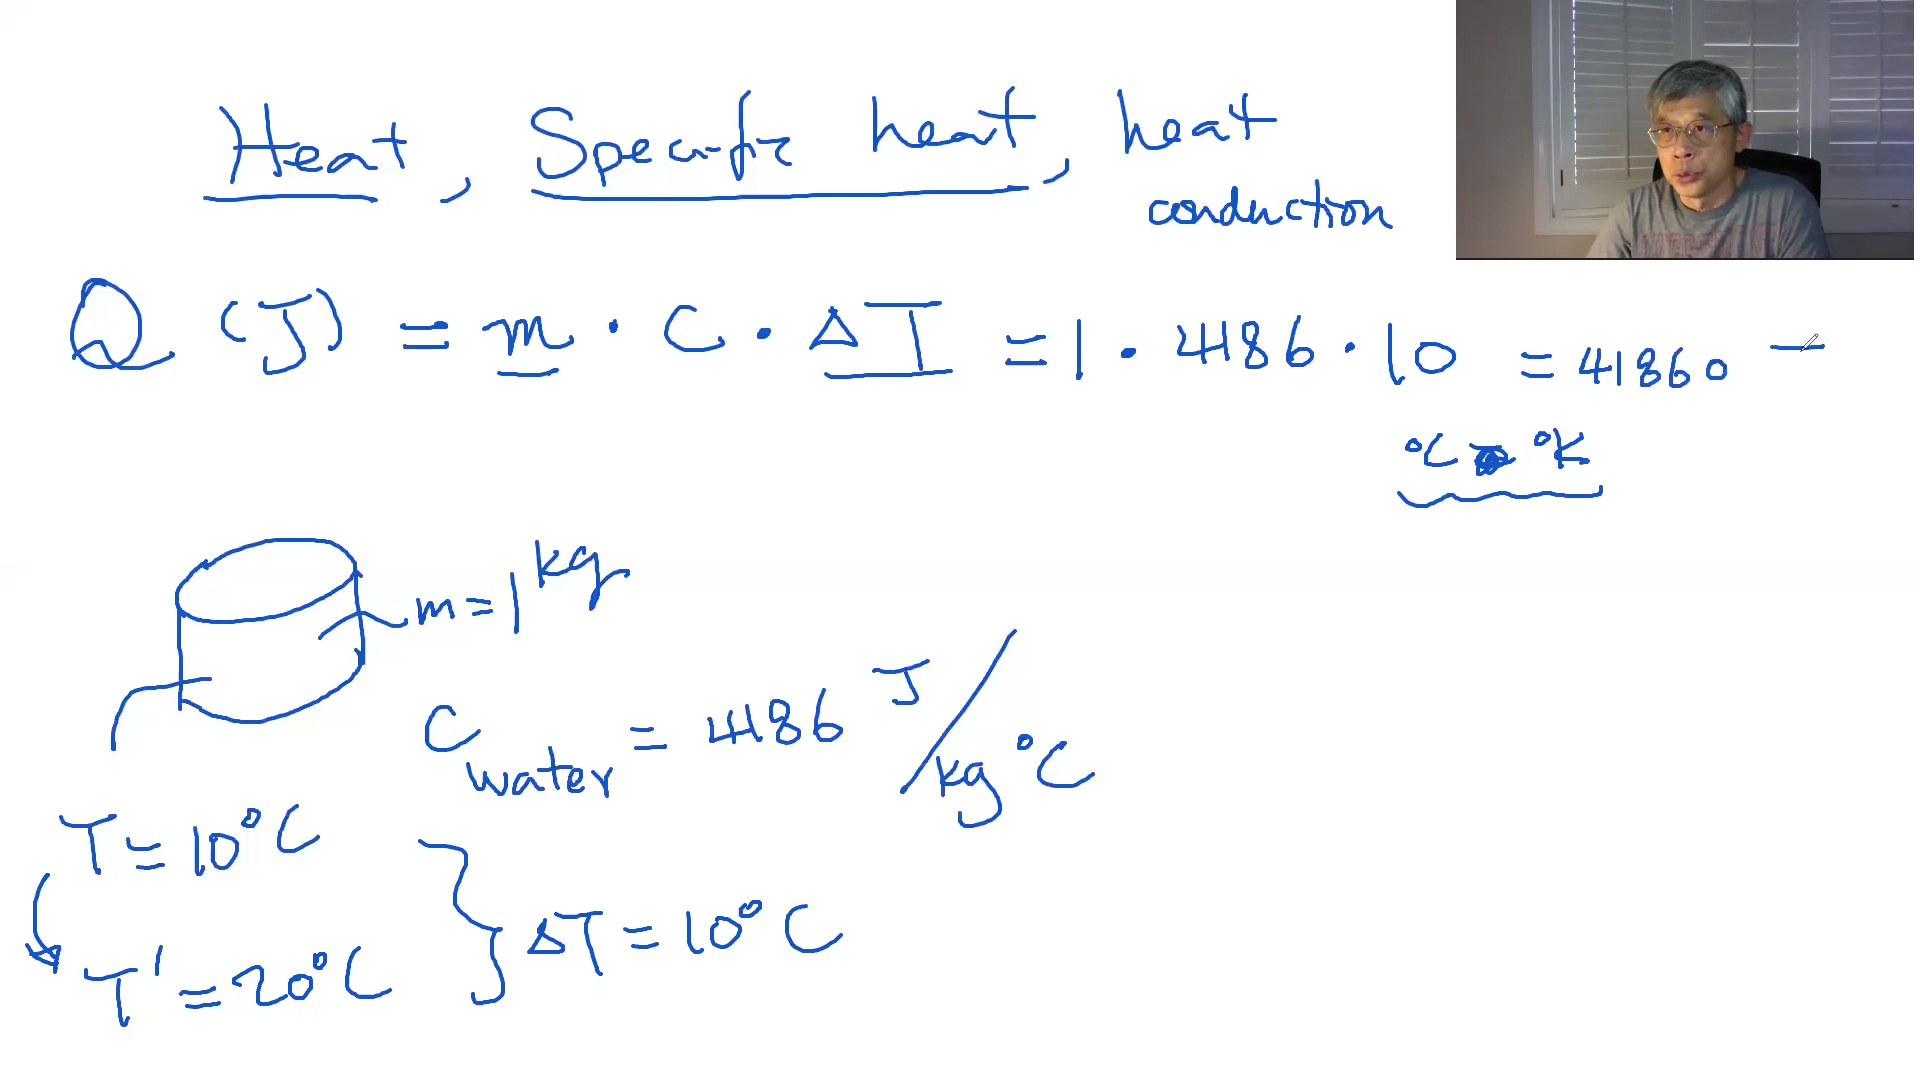 Heat, Specific heat, heat
conduction
Q (J) = m · C · ΔT = 1 · 4186 · 10 = 41860
°C °K
m = 1 kg
C water = 4186 J/kg °C
T = 10°C
ΔT = 10°C
T' = 20°C